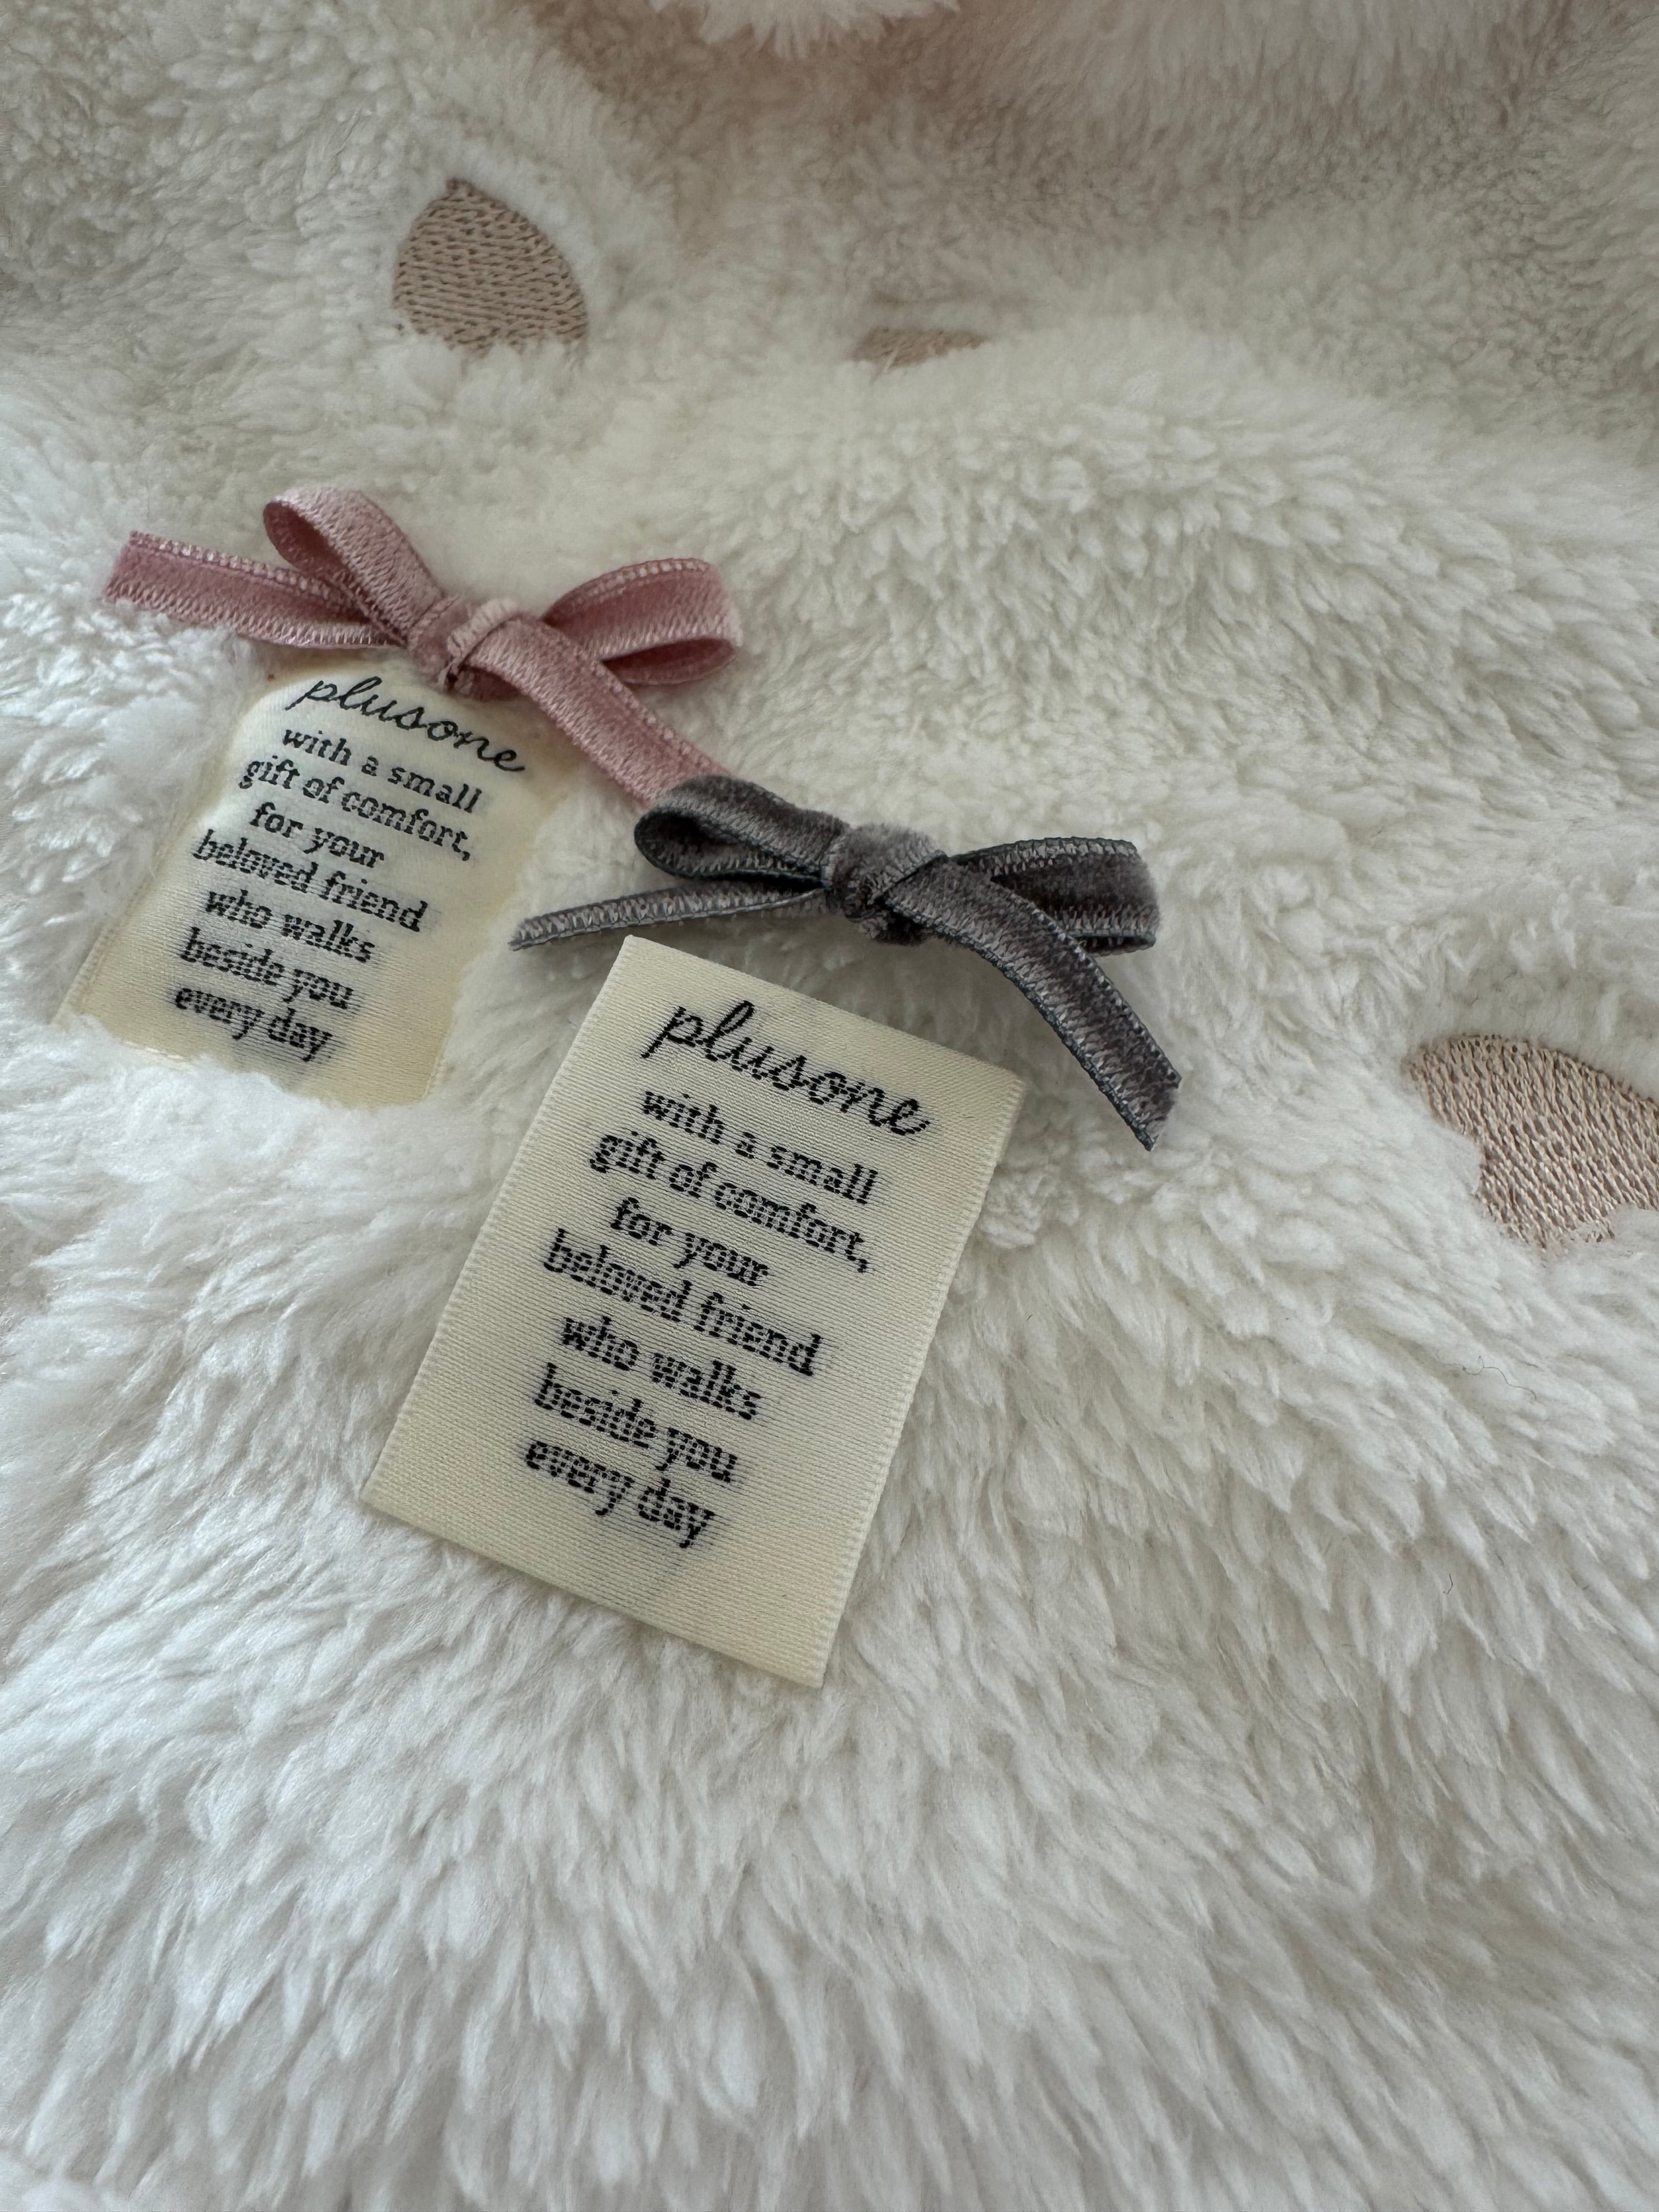 plusone
with a small
gift of comfort,
for your
beloved friend
who walks
beside you
every day
plusone
with a small
gift of comfort,
for your
beloved friend
who walks
beside you
every day